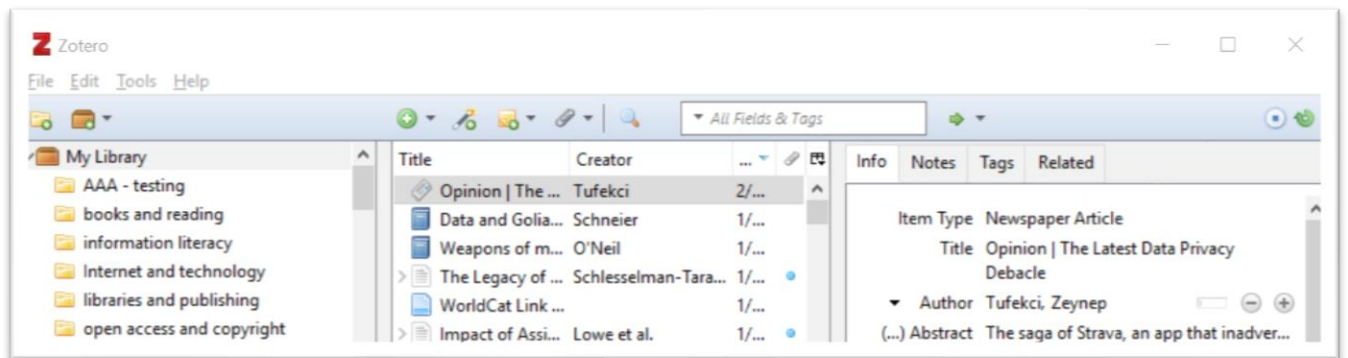 Zotero
File Edit Tools Help
All Fields & Tags
My Library
AAA - testing
books and reading
information literacy
Internet and technology
libraries and publishing
open access and copyright
Title Creator ...
Opinion | The ... Tufekci 2/...
Data and Golia... Schneier 1/...
Weapons of m... O'Neil 1/...
The Legacy of ... Schlesselman-Tara... 1/...
WorldCat Link ... 1/...
Impact of Assi... Lowe et al. 1/...
Info Notes Tags Related
Item Type Newspaper Article
Title Opinion | The Latest Data Privacy
Debacle
Author Tufekci, Zeynep
(...) Abstract The saga of Strava, an app that inadver...